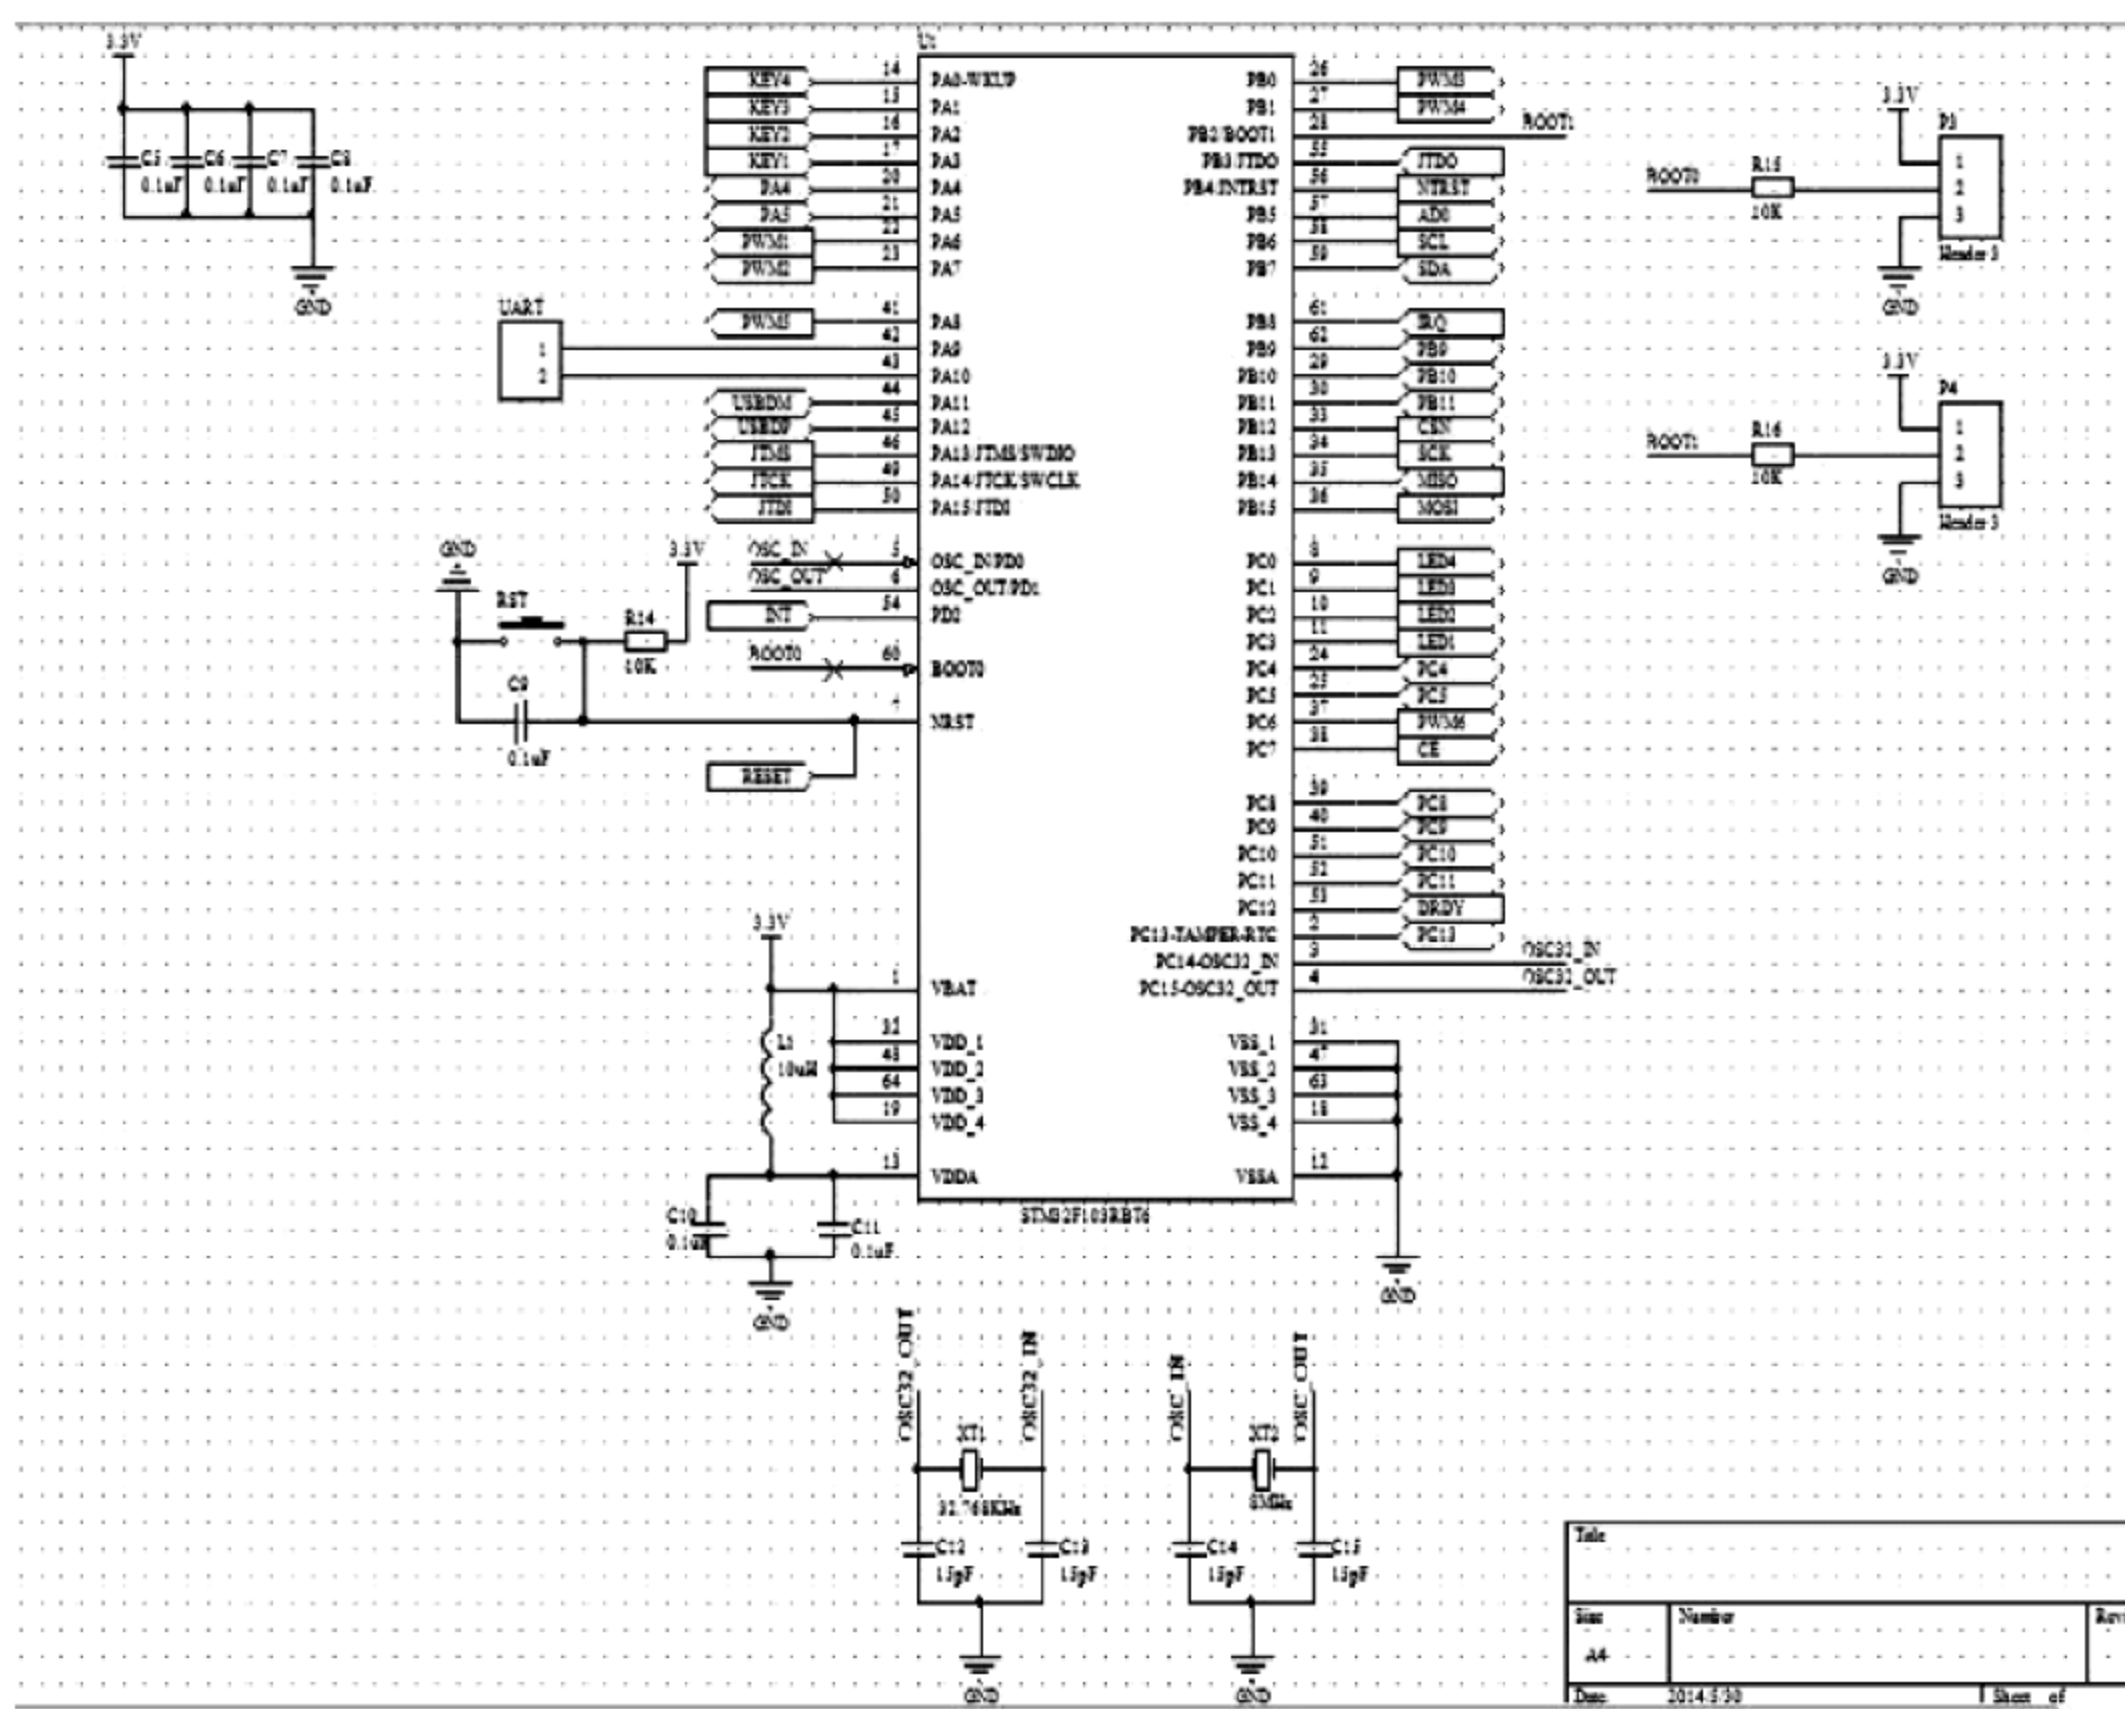 3.3V
C5
0.1uF
C6
0.1uF
C7
0.1uF
C8
0.1uF
GND
UART
1
2
U1
KEY4 14 PA0-WKUP
KEY3 15 PA1
KEY2 16 PA2
KEY1 17 PA3
PA4 20 PA4
PA5 21 PA5
PWM1 22 PA6
PWM2 23 PA7
PWM5 41 PA8
42 PA9
43 PA10
USBDM 44 PA11
USBDP 45 PA12
JTMS 46 PA13/JTMS/SWDIO
JTCK 49 PA14/JTCK/SWCLK
JTDI 50 PA15/JTDI
OSC_IN 5 OSC_IN/PD0
OSC_OUT 6 OSC_OUT/PD1
INT 54 PD2
BOOT0 60 BOOT0
7 NRST
RESET
GND
RST
R14
10K
3.3V
C9
0.1uF
3.3V
1 VBAT
32 VDD_1
48 VDD_2
64 VDD_3
19 VDD_4
13 VDDA
L1
10uH
C10
0.1uF
C11
0.1uF
GND
PB0 26 PWM3
PB1 27 PWM4
PB2/BOOT1 28 BOOT1
PB3/JTDO 55 JTDO
PB4/JNTRST 56 NTRST
PB5 57 AD0
PB6 58 SCL
PB7 59 SDA
PB8 61 IRQ
PB9 62 PB9
PB10 29 PB10
PB11 30 PB11
PB12 33 CSN
PB13 34 SCK
PB14 35 MISO
PB15 36 MOSI
PC0 8 LED4
PC1 9 LED3
PC2 10 LED2
PC3 11 LED1
PC4 24 PC4
PC5 25 PC5
PC6 37 PWM6
PC7 38 CE
PC8 39 PC8
PC9 40 PC9
PC10 51 PC10
PC11 52 PC11
PC12 53 DRDY
PC13-TAMPER-RTC 2 PC13
PC14-OSC32_IN 3 OSC32_IN
PC15-OSC32_OUT 4 OSC32_OUT
VSS_1 31
VSS_2 47
VSS_3 63
VSS_4 18
VSSA 12
GND
STM32F103RBT6
3.3V
P3
BOOT0
R15
10K
1
2
3
Header 3
GND
3.3V
P4
BOOT1
R16
10K
1
2
3
Header 3
GND
OSC32_OUT
OSC32_IN
XT1
32.768KHz
C12
15pF
C13
15pF
GND
OSC_IN
OSC_OUT
XT2
8MHz
C14
15pF
C15
15pF
GND
Title
Size
A4
Number
Date
2014/5/30
Sheet of